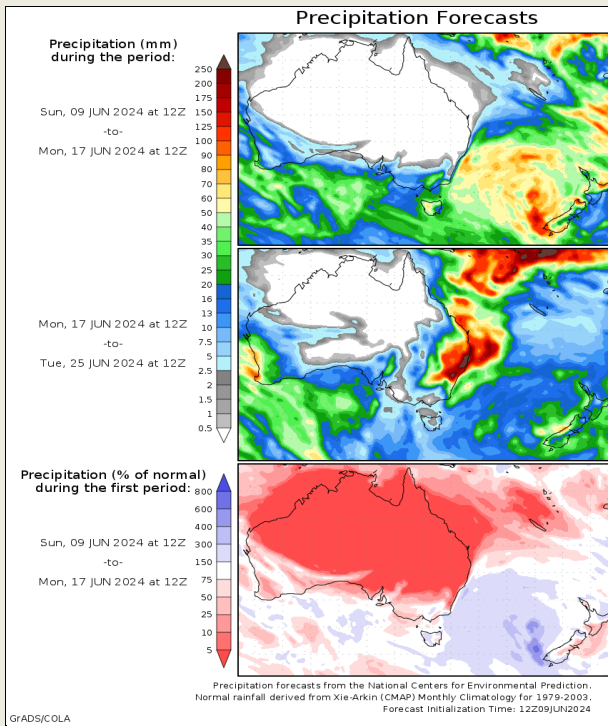 Precipitation Forecasts
Precipitation (mm)
during the period:
Sun, 09 JUN 2024 at 12Z
-to-
Mon, 17 JUN 2024 at 12Z
250
200
175
150
125
100
90
80
70
60
50
40
35
30
25
20
16
13
10
7.5
5
2.5
2
1.5
1
0.5
Mon, 17 JUN 2024 at 12Z
-to-
Tue, 25 JUN 2024 at 12Z
Precipitation (% of normal)
during the first period:
Sun, 09 JUN 2024 at 12Z
-to-
Mon, 17 JUN 2024 at 12Z
800
600
400
300
150
75
50
25
10
5
Precipitation forecasts from the National Centers for Environmental Prediction.
Normal rainfall derived from Xie-Arkin (CMAP) Monthly Climatology for 1979-2003.
Forecast Initialization Time: 12Z09JUN2024
GrADS/COLA